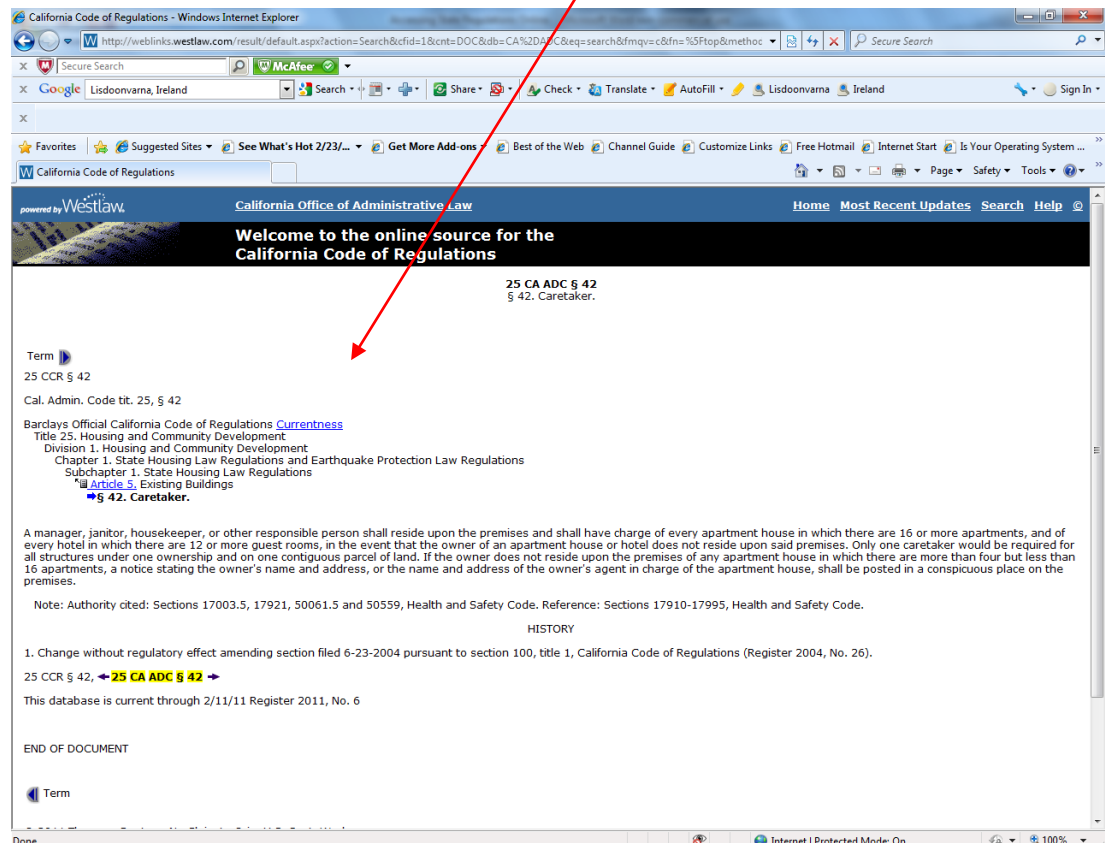 California Code of Regulations - Windows Internet Explorer
http://weblinks.westlaw.com/result/default.aspx?action=Search&cfid=1&cnt=DOC&db=CA%2DADC&eq=search&fmqv=c&fn=%5Ftop&method
Secure Search
x Secure Search McAfee
x Google Lisdoonvarna, Ireland Search Share Check Translate AutoFill Lisdoonvarna Ireland Sign In
x
Favorites Suggested Sites See What's Hot 2/23/... Get More Add-ons Best of the Web Channel Guide Customize Links Free Hotmail Internet Start Is Your Operating System ... »
California Code of Regulations Page Safety Tools »
powered by Westlaw. California Office of Administrative Law Home Most Recent Updates Search Help ©
Welcome to the online source for the
California Code of Regulations
25 CA ADC § 42
§ 42. Caretaker.
Term
25 CCR § 42
Cal. Admin. Code tit. 25, § 42
Barclays Official California Code of Regulations Currentness
Title 25. Housing and Community Development
Division 1. Housing and Community Development
Chapter 1. State Housing Law Regulations and Earthquake Protection Law Regulations
Subchapter 1. State Housing Law Regulations
Article 5. Existing Buildings
§ 42. Caretaker.
A manager, janitor, housekeeper, or other responsible person shall reside upon the premises and shall have charge of every apartment house in which there are 16 or more apartments, and of
every hotel in which there are 12 or more guest rooms, in the event that the owner of an apartment house or hotel does not reside upon said premises. Only one caretaker would be required for
all structures under one ownership and on one contiguous parcel of land. If the owner does not reside upon the premises of any apartment house in which there are more than four but less than
16 apartments, a notice stating the owner's name and address, or the name and address of the owner's agent in charge of the apartment house, shall be posted in a conspicuous place on the
premises.
Note: Authority cited: Sections 17003.5, 17921, 50061.5 and 50559, Health and Safety Code. Reference: Sections 17910-17995, Health and Safety Code.
HISTORY
1. Change without regulatory effect amending section filed 6-23-2004 pursuant to section 100, title 1, California Code of Regulations (Register 2004, No. 26).
25 CCR § 42, 25 CA ADC § 42
This database is current through 2/11/11 Register 2011, No. 6
END OF DOCUMENT
Term
Done Internet | Protected Mode: On 100%